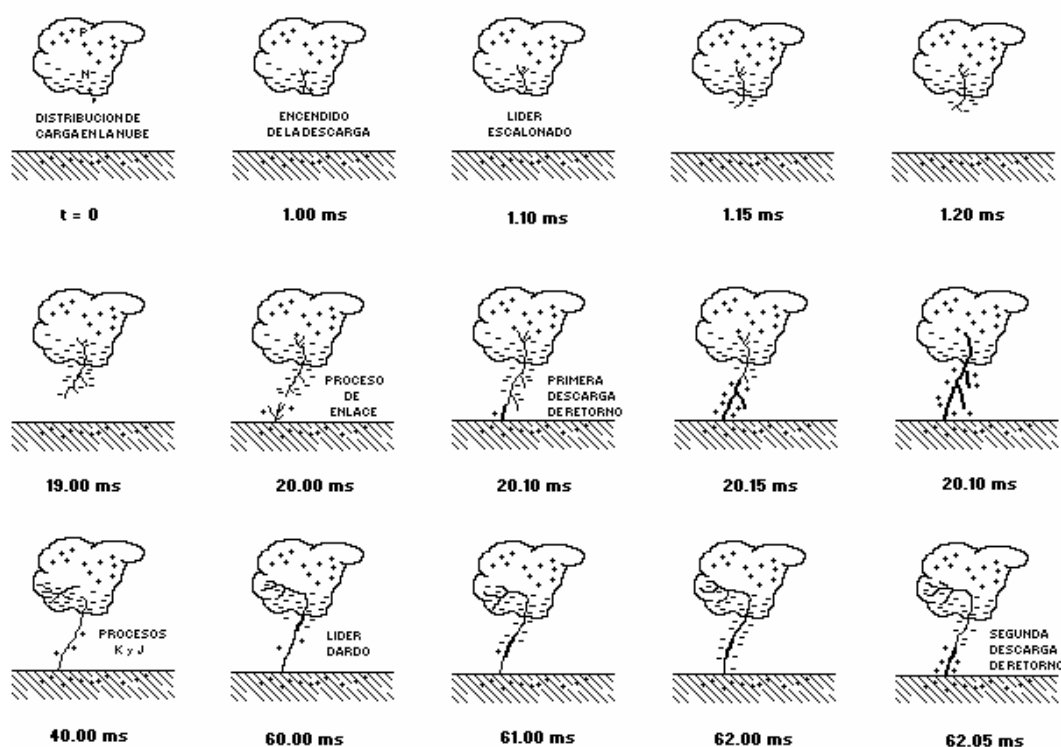 P
N
DISTRIBUCION DE
CARGA EN LA NUBE
ENCENDIDO
DE LA DESCARGA
LIDER
ESCALONADO
t = 0
1.00 ms
1.10 ms
1.15 ms
1.20 ms
PROCESO
DE
ENLACE
PRIMERA
DESCARGA
DE RETORNO
19.00 ms
20.00 ms
20.10 ms
20.15 ms
20.10 ms
PROCESOS
K y J
LIDER
DARDO
SEGUNDA
DESCARGA
DE RETORNO
40.00 ms
60.00 ms
61.00 ms
62.00 ms
62.05 ms